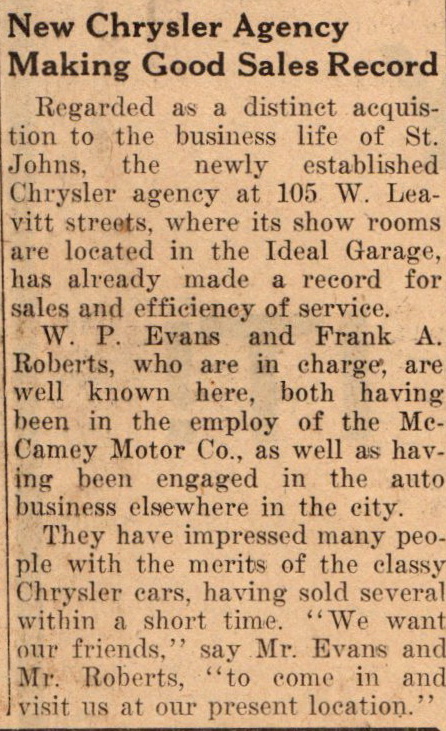 New Chrysler Agency
Making Good Sales Record
Regarded as a distinct acquis-
tion to the business life of St.
Johns, the newly established
Chrysler agency at 105 W. Lea-
vitt streets, where its show rooms
are located in the Ideal Garage,
has already made a record for
sales and efficiency of service.
W. P. Evans and Frank A.
Roberts, who are in charge, are
well known here, both having
been in the employ of the Mc-
Camey Motor Co., as well as hav-
ing been engaged in the auto
business elsewhere in the city.
They have impressed many peo-
ple with the merits of the classy
Chrysler cars, having sold several
within a short time. "We want
our friends," say Mr. Evans and
Mr. Roberts, "to come in and
visit us at our present location."